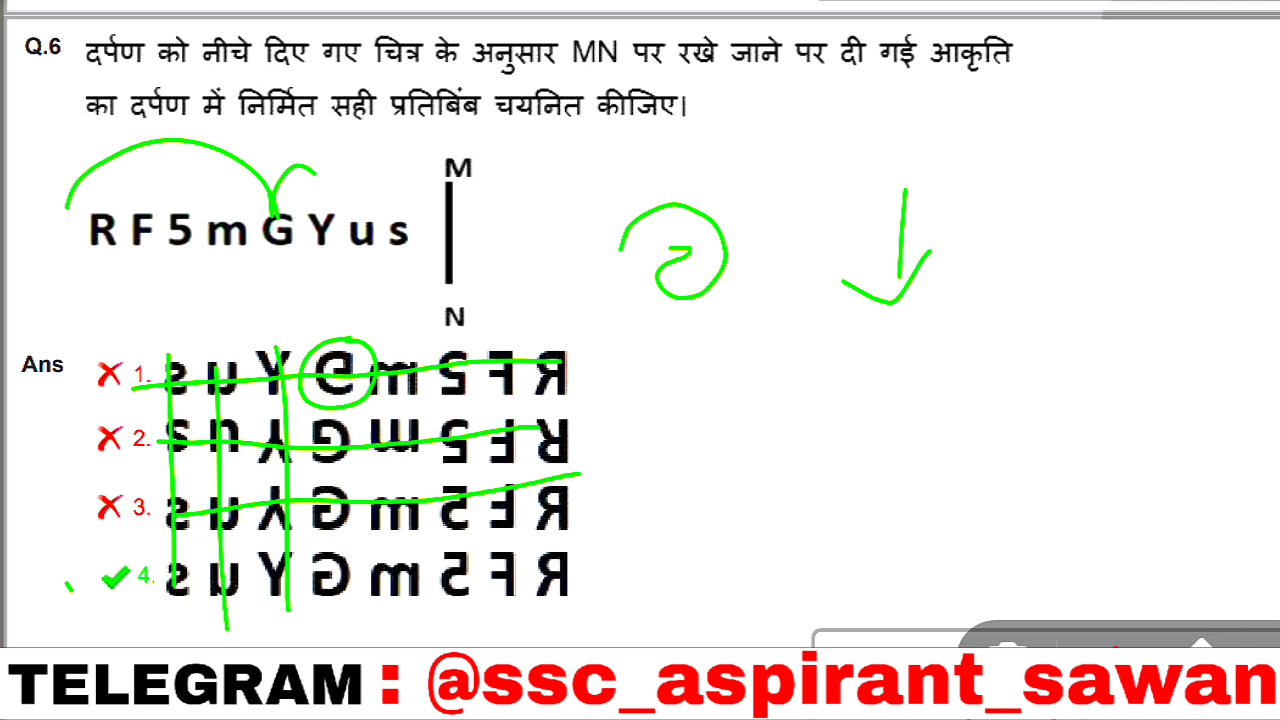 Q.6 दर्पण को नीचे दिए गए चित्र के अनुसार MN पर रखे जाने पर दी गई आकृति
का दर्पण में निर्मित सही प्रतिबिंब चयनित कीजिए।
M
R F 5 m G Y u s
N
Ans
1.
2.
3.
4.
TELEGRAM : @ssc_aspirant_sawan